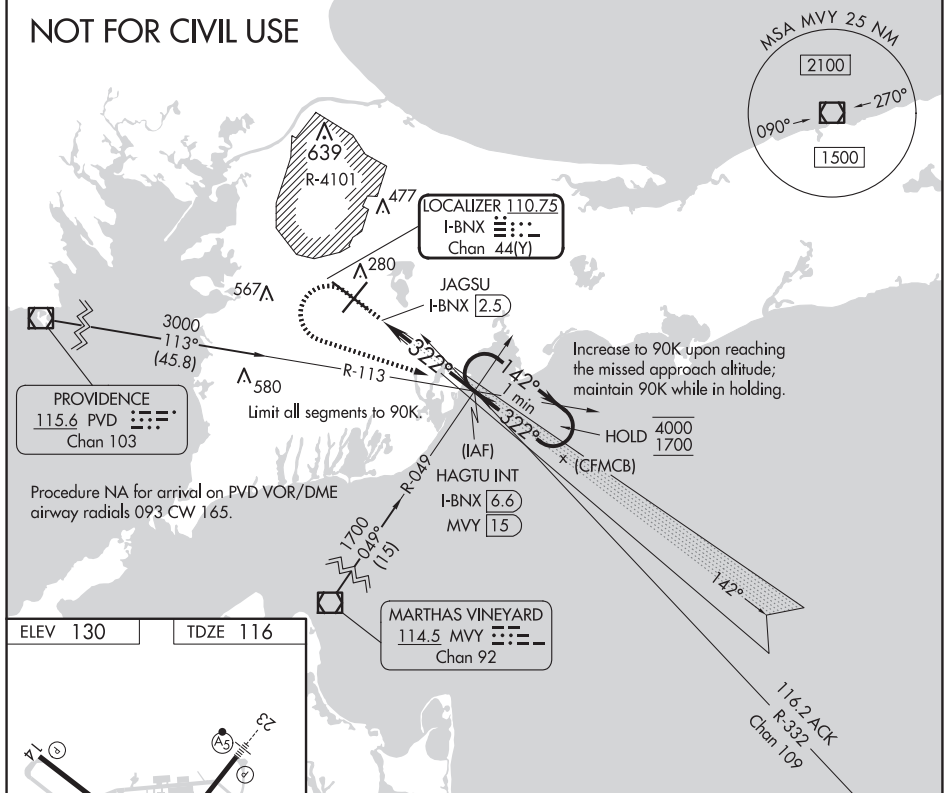 NOT FOR CIVIL USE
MSA MVY 25 NM
2100
090°
270°
1500
639
R-4101
477
LOCALIZER 110.75
I-BNX
Chan 44(Y)
280
567
JAGSU
I-BNX 2.5
3000
113°
(45.8)
R-113
580
322°
142°
1 min
322°
Increase to 90K upon reaching
the missed approach altitude;
maintain 90K while in holding.
PROVIDENCE
115.6 PVD
Chan 103
Limit all segments to 90K.
HOLD 4000
1700
(IAF)
(CFMCB)
HAGTU INT
I-BNX 6.6
MVY 15
Procedure NA for arrival on PVD VOR/DME
airway radials 093 CW 165.
R-049
1700
049°
(15)
142°
MARTHAS VINEYARD
114.5 MVY
Chan 92
116.2 ACK
R-332
Chan 109
ELEV 130
TDZE 116
14
P
A5
23
P